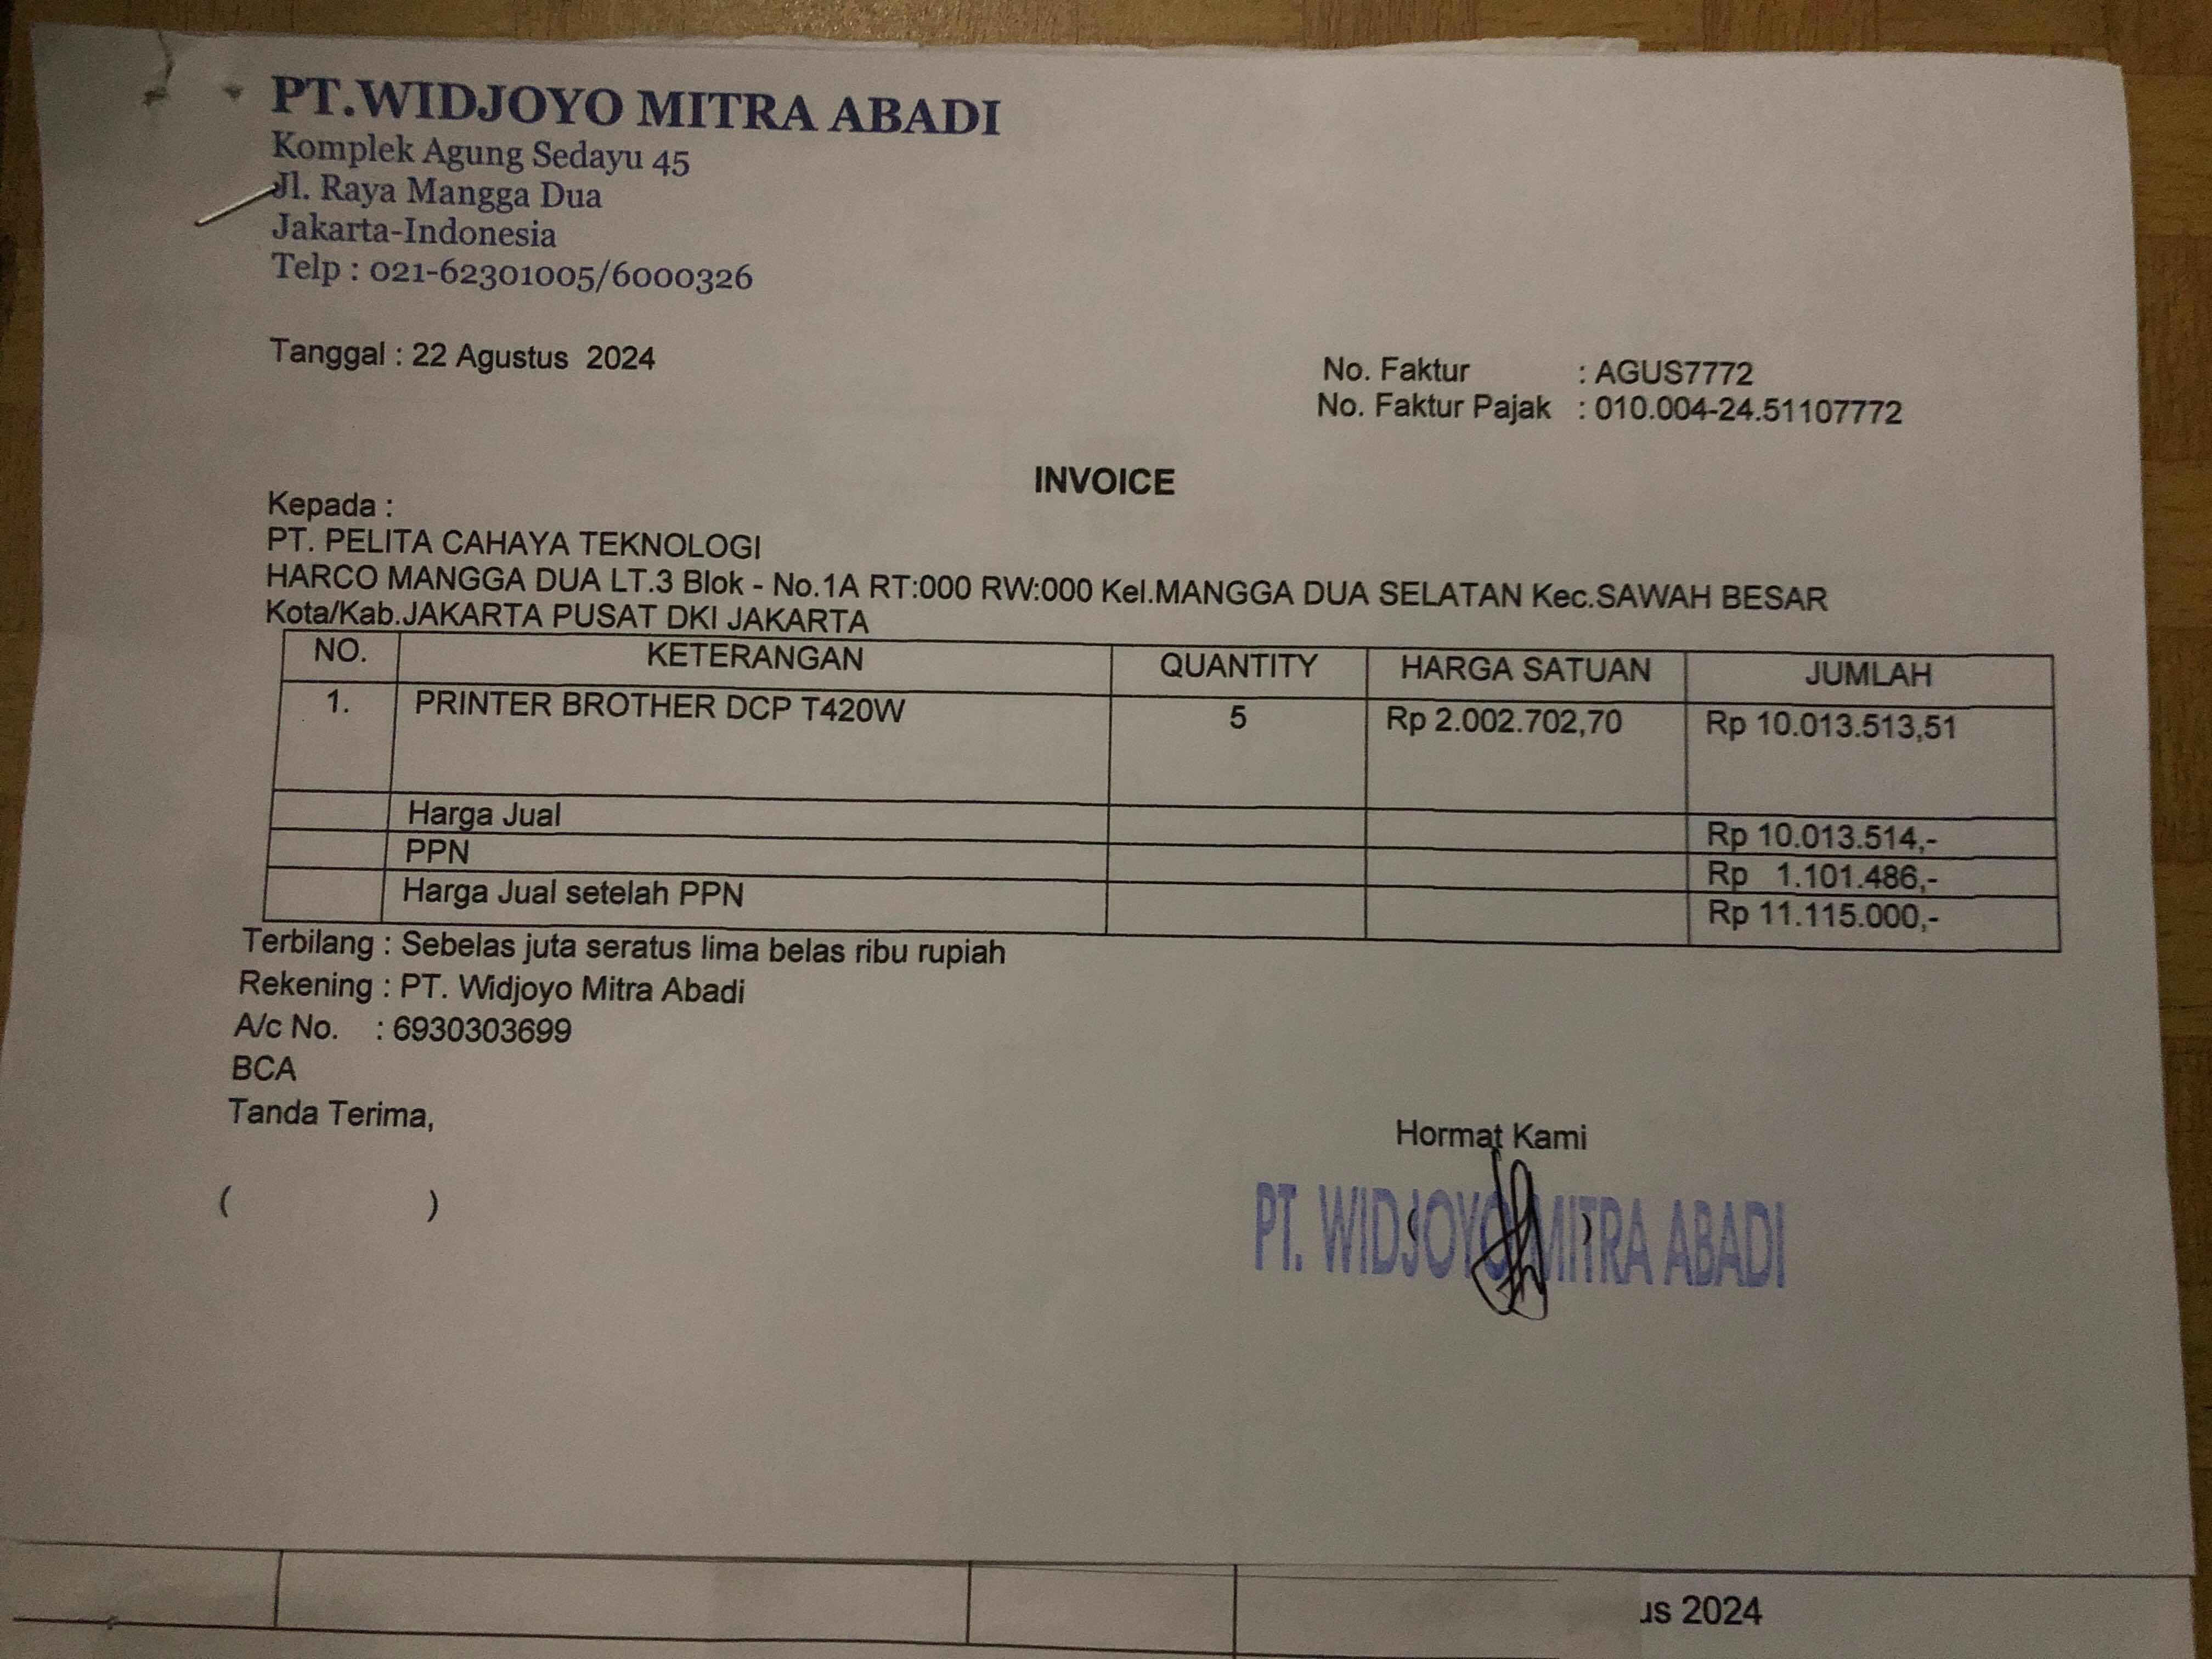 PT.WIDJOYO MITRA ABADI
Komplek Agung Sedayu 45
Jl. Raya Mangga Dua
Jakarta-Indonesia
Telp : 021-62301005/6000326
Tanggal : 22 Agustus 2024
No. Faktur : AGUS7772
No. Faktur Pajak : 010.004-24.51107772
INVOICE
Kepada :
PT. PELITA CAHAYA TEKNOLOGI
HARCO MANGGA DUA LT.3 Blok - No.1A RT:000 RW:000 Kel.MANGGA DUA SELATAN Kec.SAWAH BESAR
Kota/Kab.JAKARTA PUSAT DKI JAKARTA
NO. KETERANGAN QUANTITY HARGA SATUAN JUMLAH
1. PRINTER BROTHER DCP T420W 5 Rp 2.002.702,70 Rp 10.013.513,51
Harga Jual Rp 10.013.514,-
PPN Rp 1.101.486,-
Harga Jual setelah PPN Rp 11.115.000,-
Terbilang : Sebelas juta seratus lima belas ribu rupiah
Rekening : PT. Widjoyo Mitra Abadi
A/c No. : 6930303699
BCA
Tanda Terima,
Hormat Kami
( )
( )
PT. WIDJOYO MITRA ABADI
us 2024